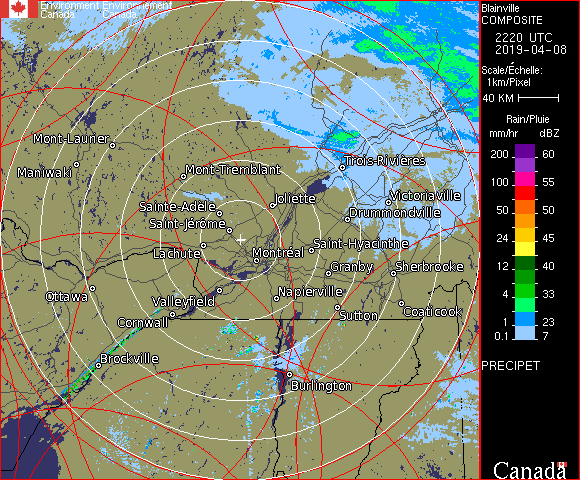 Environment Environnement
Canada Canada
Mont-Laurier
Maniwaki
Mont-Tremblant
Trois-Rivières
Sainte-Adèle
Joliette
Victoriaville
Drummondville
Saint-Jérôme
Lachute
Montréal
Saint-Hyacinthe
Granby
Sherbrooke
Ottawa
Valleyfield
Napierville
Cornwall
Sutton
Coaticook
Brockville
Burlington
Blainville
COMPOSITE
2220 UTC
2019-04-08
Scale/Échelle:
1km/Pixel
40 KM
Rain/Pluie
mm/hr dBZ
200 60
150 57
100 55
50 50
24 45
12 40
4 33
1 23
0.1 7
PRECIPET
Canada